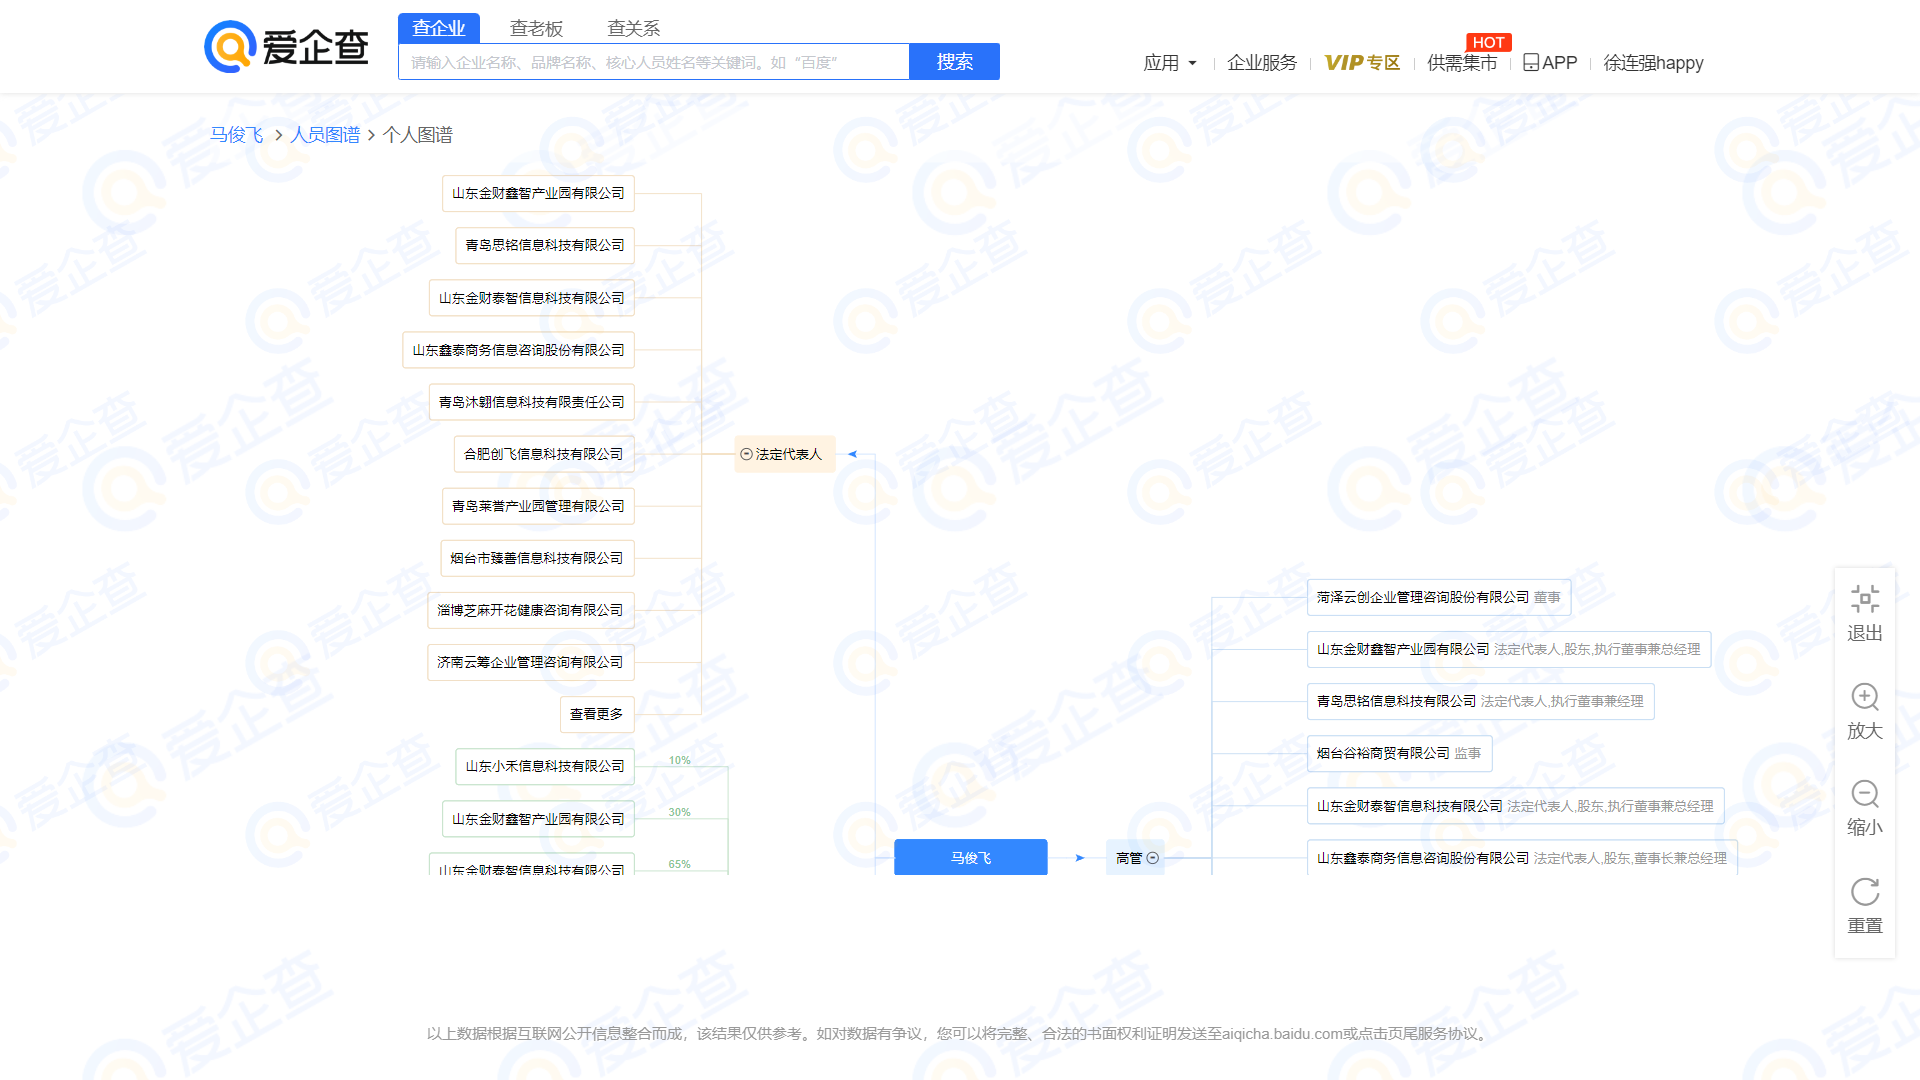 爱企查
查企业 查老板 查关系
请输入企业名称、品牌名称、核心人员姓名等关键词。如“百度” 搜索
应用 企业服务 VIP专区 供需集市 HOT APP 徐连强happy
马俊飞 > 人员图谱 > 个人图谱
山东金财鑫智产业园有限公司
青岛思铭信息科技有限公司
山东金财泰智信息科技有限公司
山东鑫泰商务信息咨询股份有限公司
青岛沐翱信息科技有限责任公司
合肥创飞信息科技有限公司
法定代表人
青岛莱誉产业园管理有限公司
烟台市臻善信息科技有限公司
淄博芝麻开花健康咨询有限公司
济南云筹企业管理咨询有限公司
查看更多
山东小禾信息科技有限公司 10%
山东金财鑫智产业园有限公司 30%
山东金财泰智信息科技有限公司 65%
马俊飞
高管
菏泽云创企业管理咨询股份有限公司 董事
山东金财鑫智产业园有限公司 法定代表人,股东,执行董事兼总经理
青岛思铭信息科技有限公司 法定代表人,执行董事兼经理
烟台谷裕商贸有限公司 监事
山东金财泰智信息科技有限公司 法定代表人,股东,执行董事兼总经理
山东鑫泰商务信息咨询股份有限公司 法定代表人,股东,董事长兼总经理
退出
放大
缩小
重置
以上数据根据互联网公开信息整合而成，该结果仅供参考。如对数据有争议，您可以将完整、合法的书面权利证明发送至aiqicha.baidu.com或点击页尾服务协议。